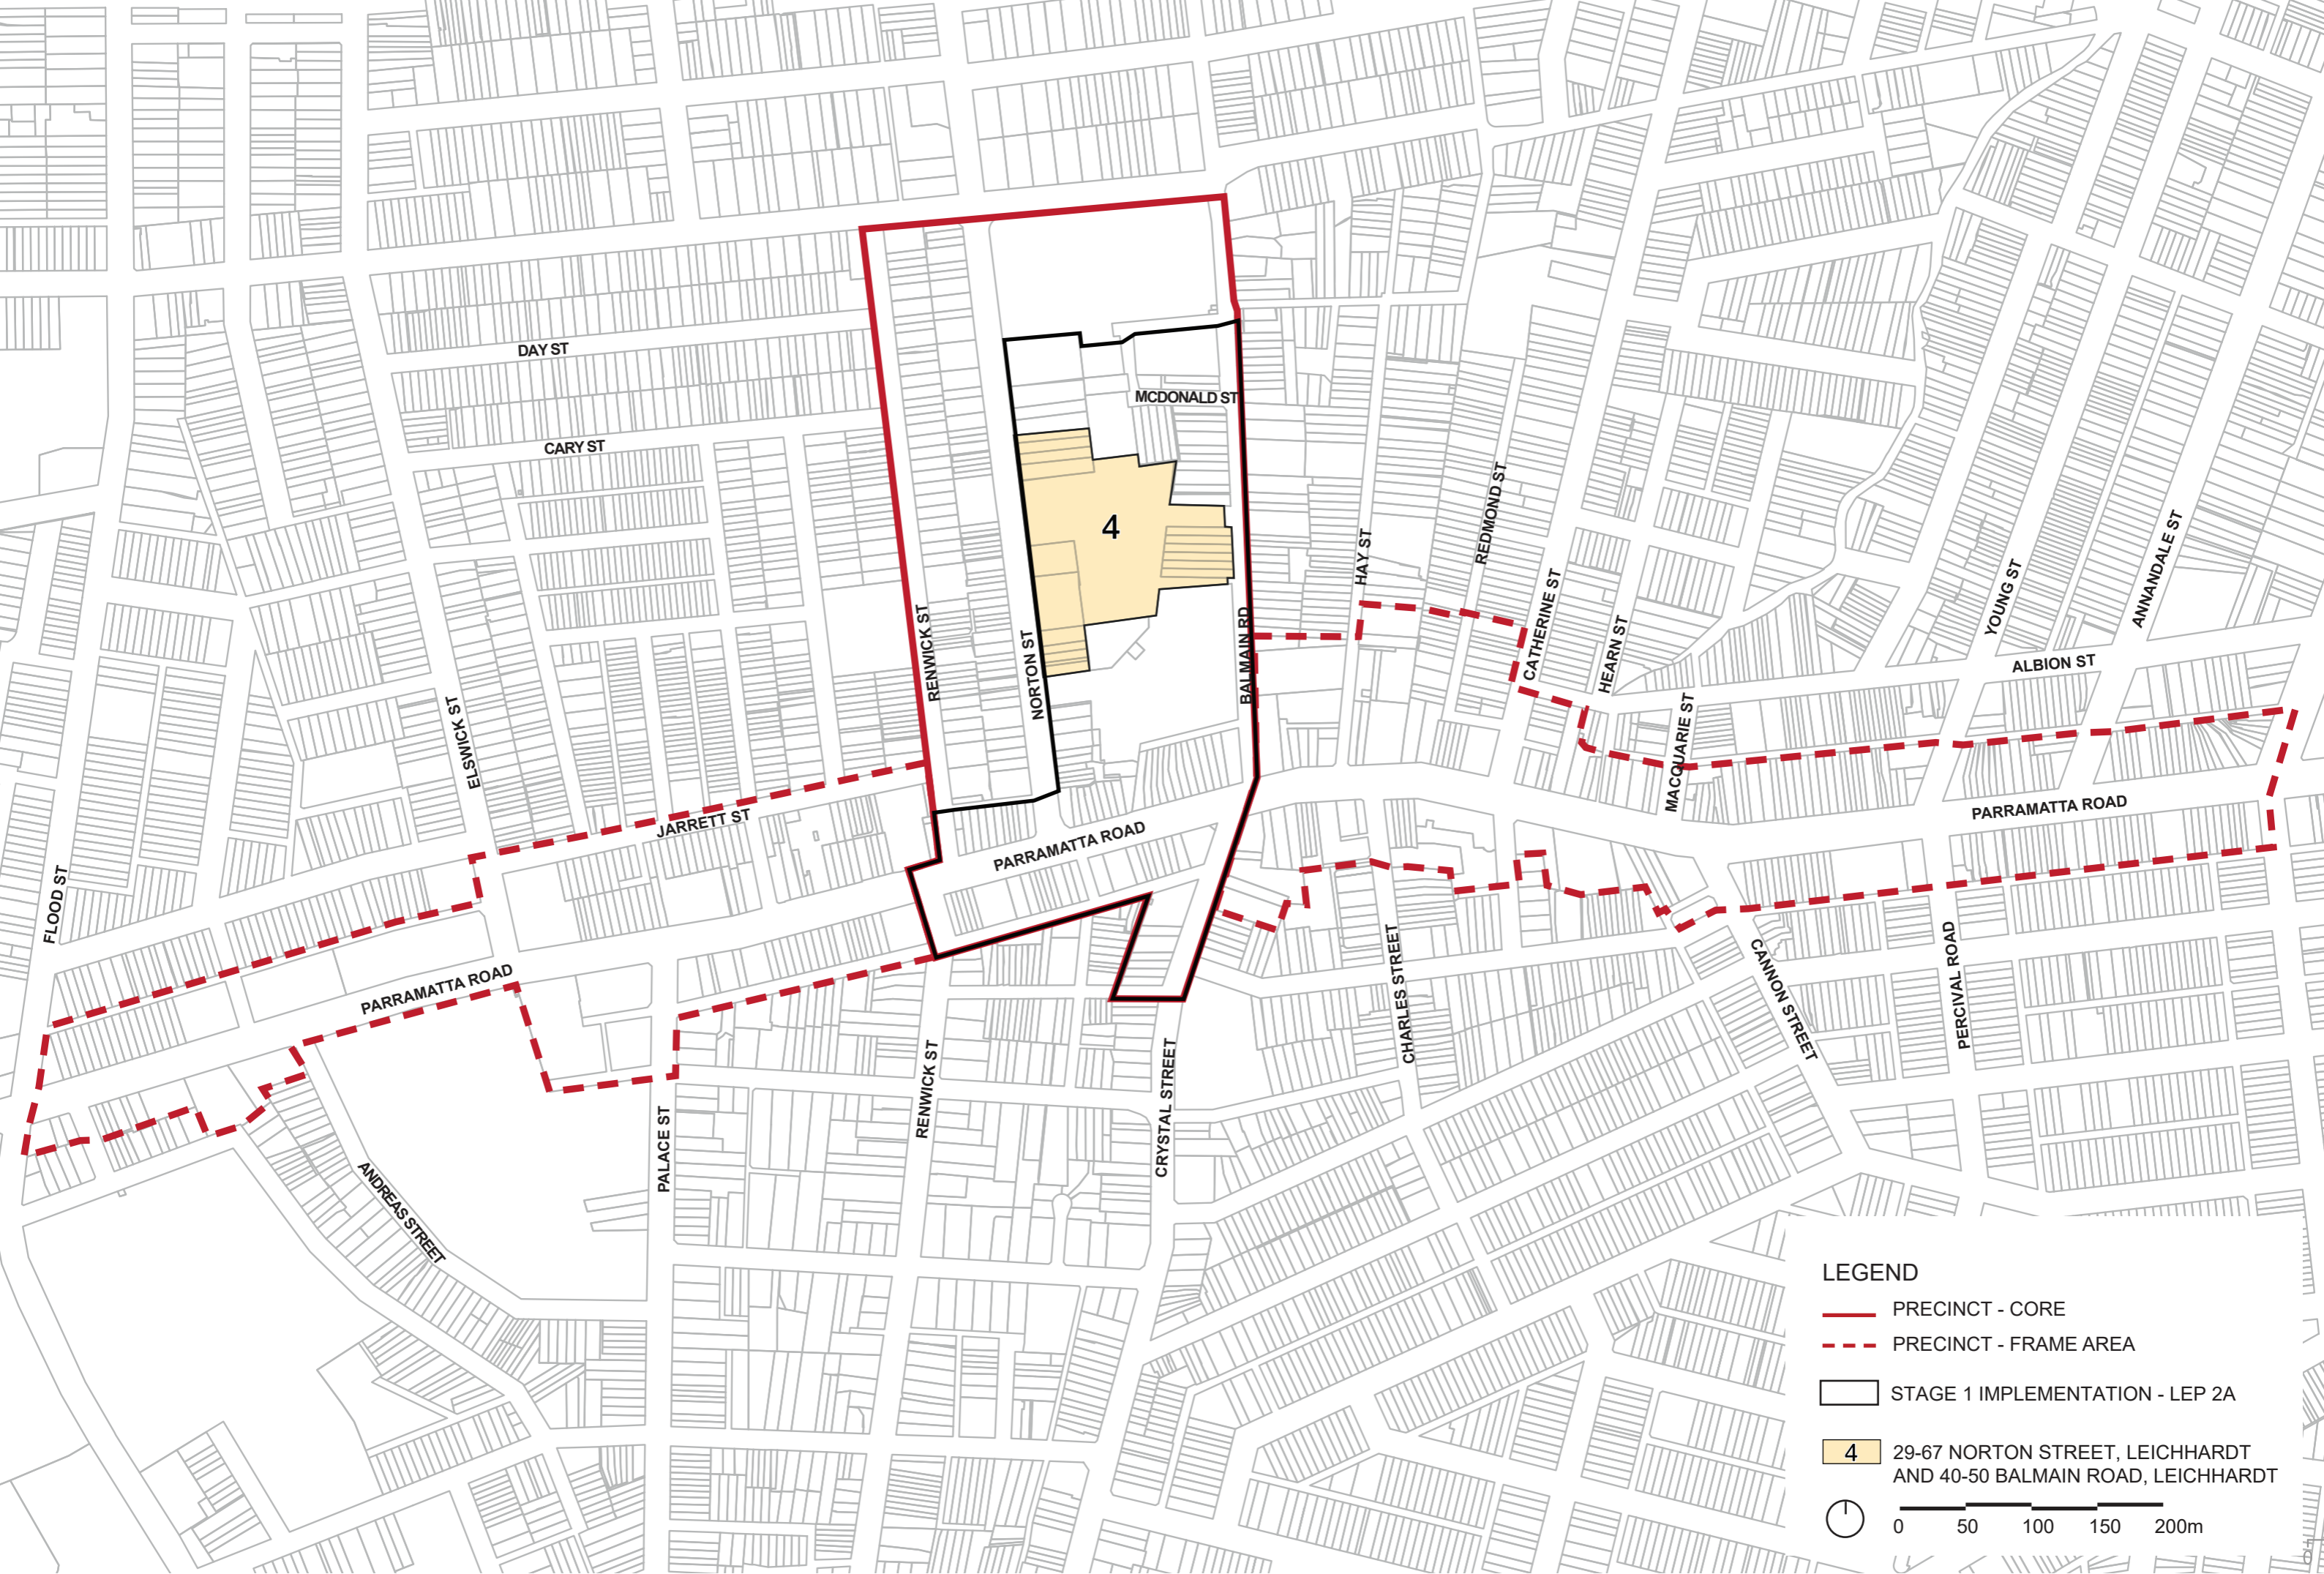 DAY ST
MCDONALD ST
CARY ST
4
REDMOND ST
HAY ST
ANNANDALE ST
YOUNG ST
CATHERINE ST
HEARN ST
RENWICK ST
NORTON ST
BALMAIN RD
ALBION ST
ELSWICK ST
MACQUARIE ST
JARRETT ST
PARRAMATTA ROAD
PARRAMATTA ROAD
FLOOD ST
PARRAMATTA ROAD
CHARLES STREET
CANNON STREET
PERCIVAL ROAD
RENWICK ST
CRYSTAL STREET
PALACE ST
ANDREAS STREET
LEGEND
PRECINCT - CORE
PRECINCT - FRAME AREA
STAGE 1 IMPLEMENTATION - LEP 2A
4 29-67 NORTON STREET, LEICHHARDT
AND 40-50 BALMAIN ROAD, LEICHHARDT
0 50 100 150 200m